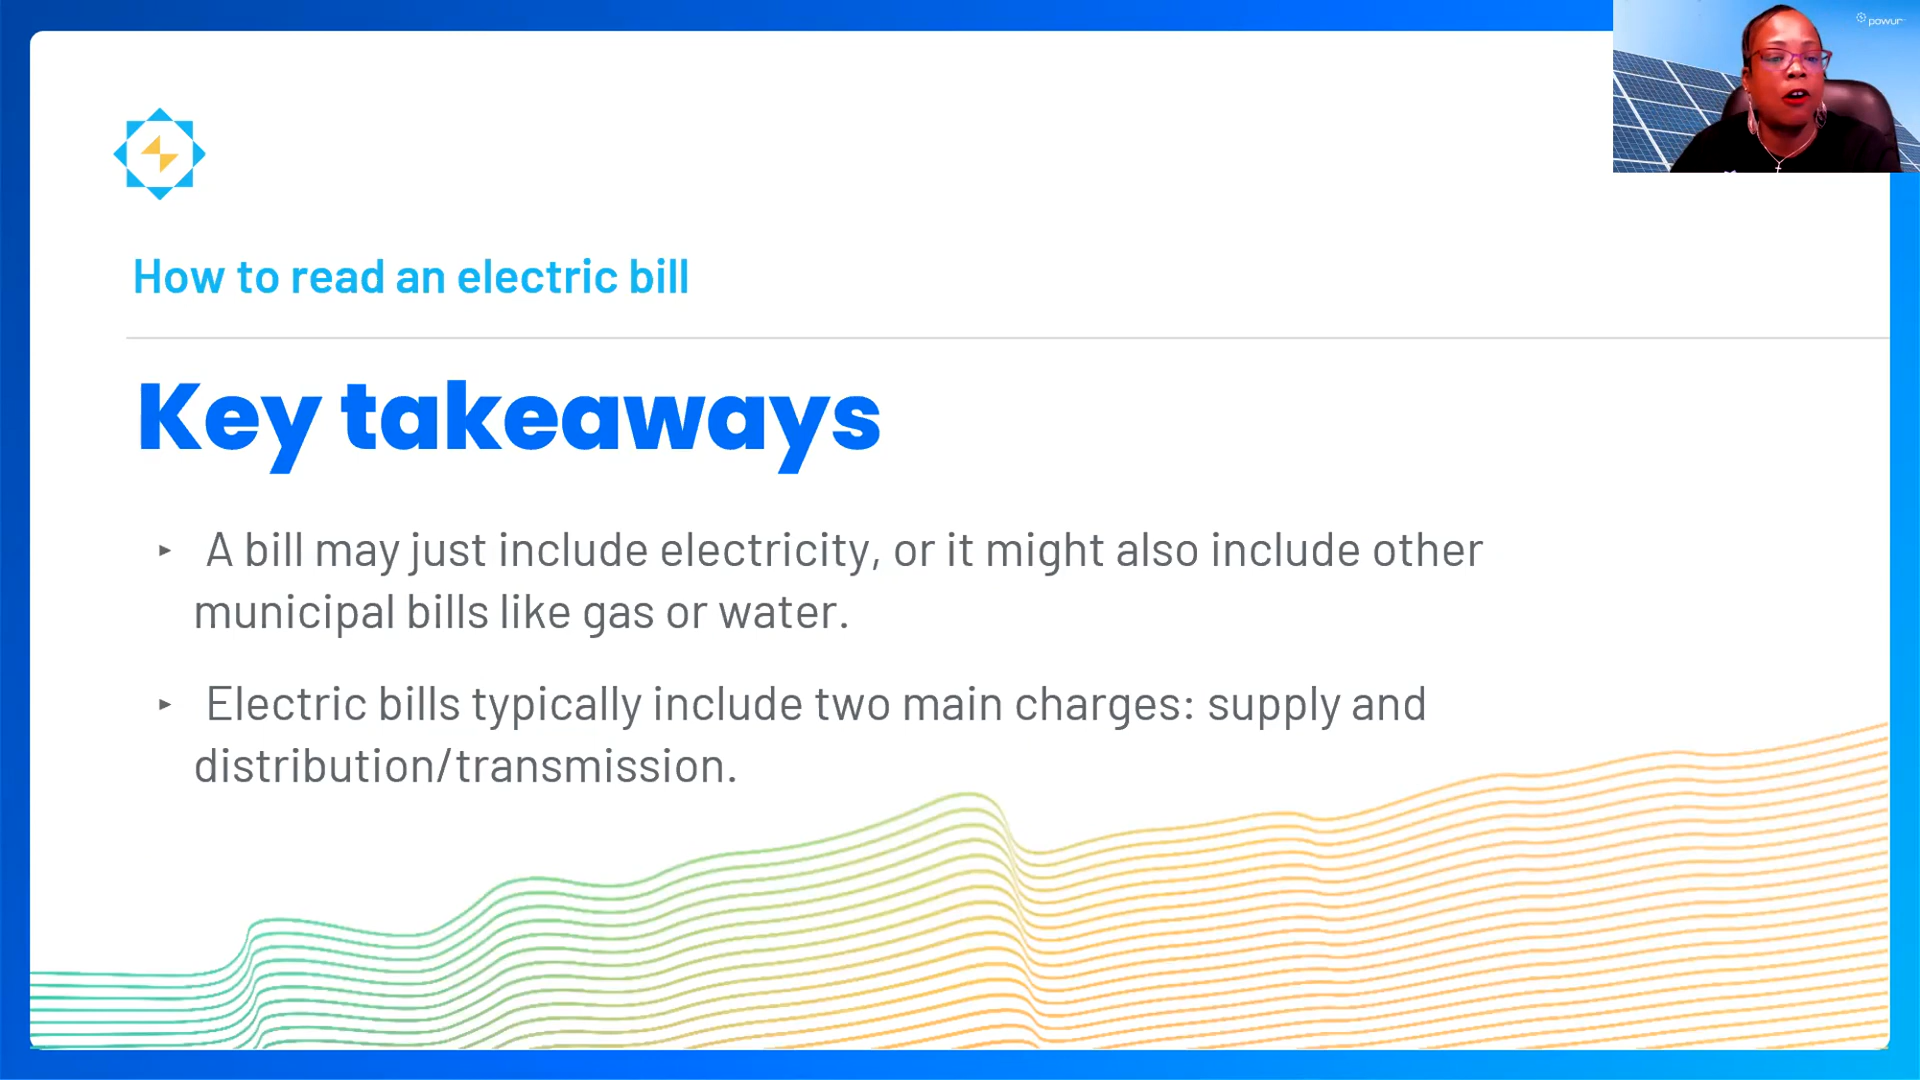 powur
How to read an electric bill
Key takeaways
‣ A bill may just include electricity, or it might also include other
municipal bills like gas or water.
‣ Electric bills typically include two main charges: supply and
distribution/transmission.